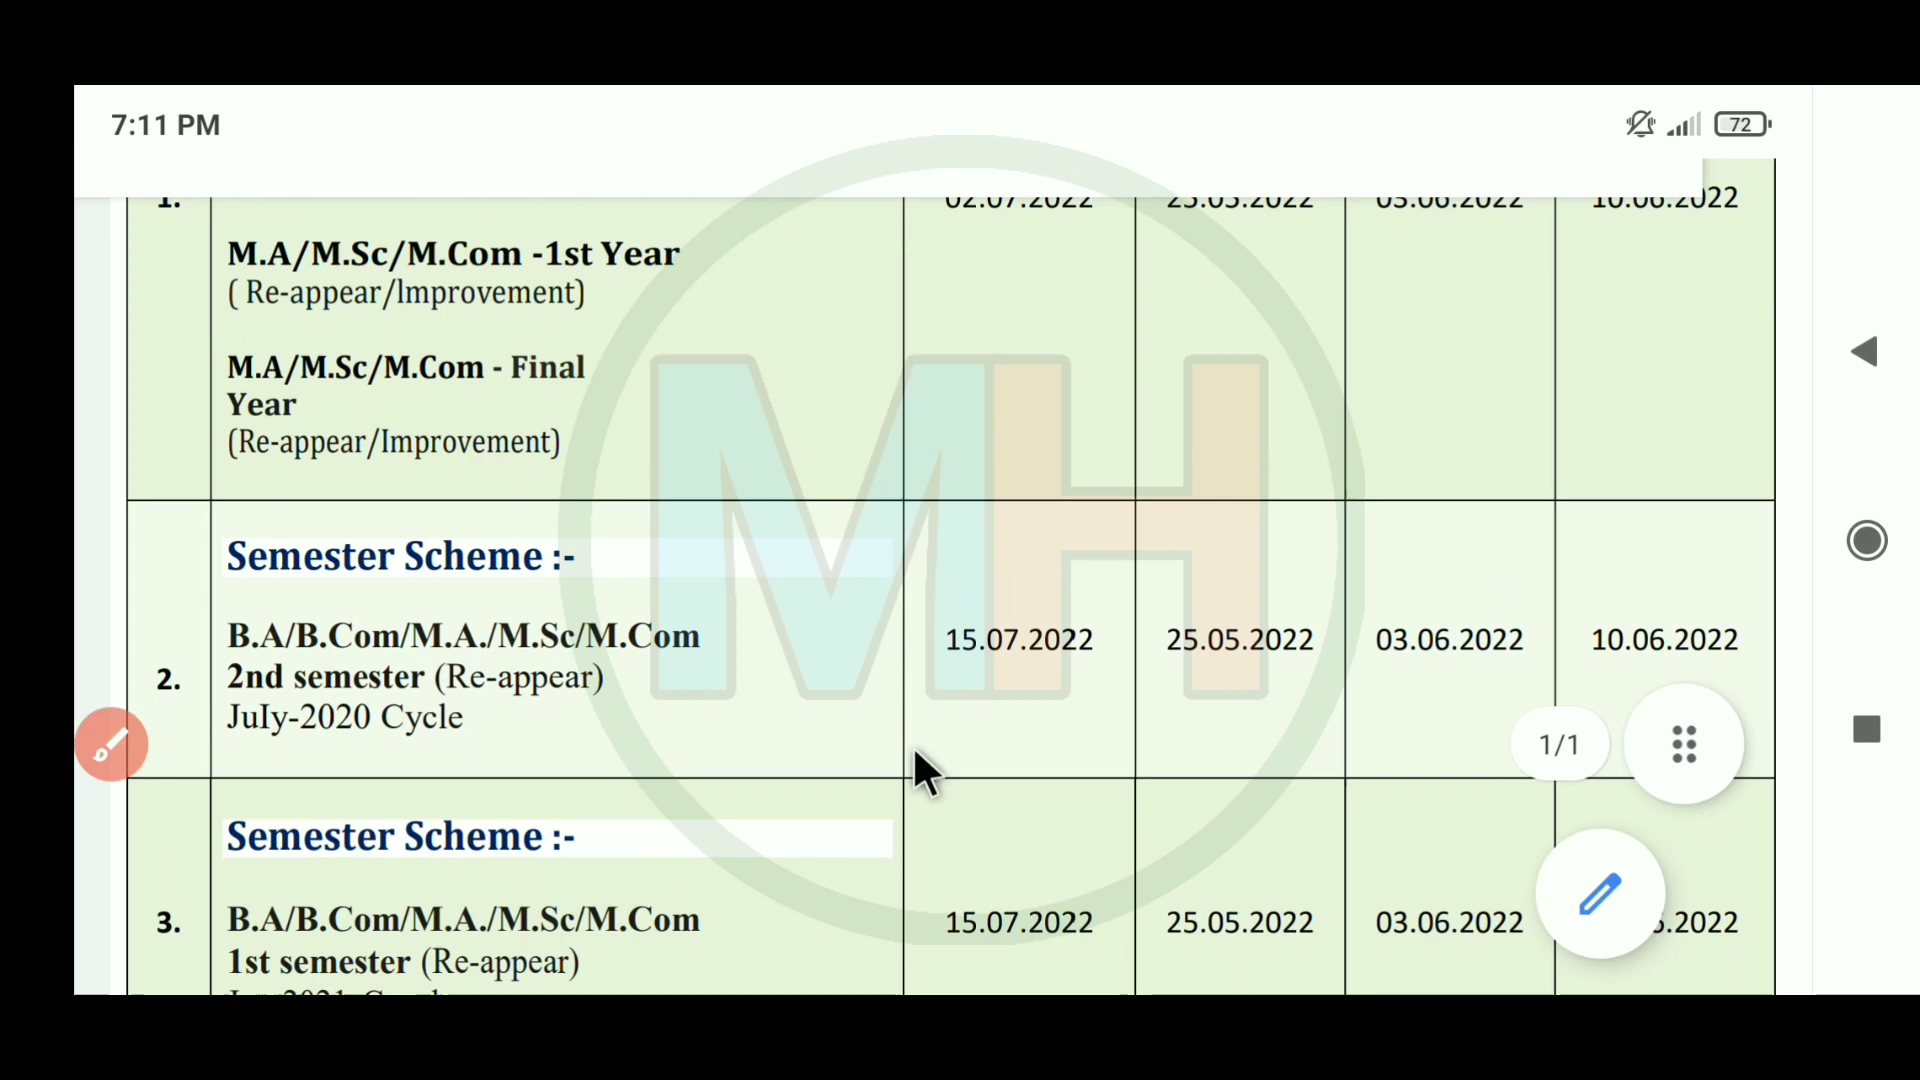 7:11 PM
72
1. 02.07.2022 25.05.2022 03.06.2022 10.06.2022
M.A/M.Sc/M.Com -1st Year
( Re-appear/lmprovement)
M.A/M.Sc/M.Com - Final
Year
(Re-appear/Improvement)
Semester Scheme :-
B.A/B.Com/M.A./M.Sc/M.Com 15.07.2022 25.05.2022 03.06.2022 10.06.2022
2. 2nd semester (Re-appear)
JuIy-2020 Cycle
1/1
MH
Semester Scheme :-
3. B.A/B.Com/M.A./M.Sc/M.Com 15.07.2022 25.05.2022 03.06.2022
1st semester (Re-appear)